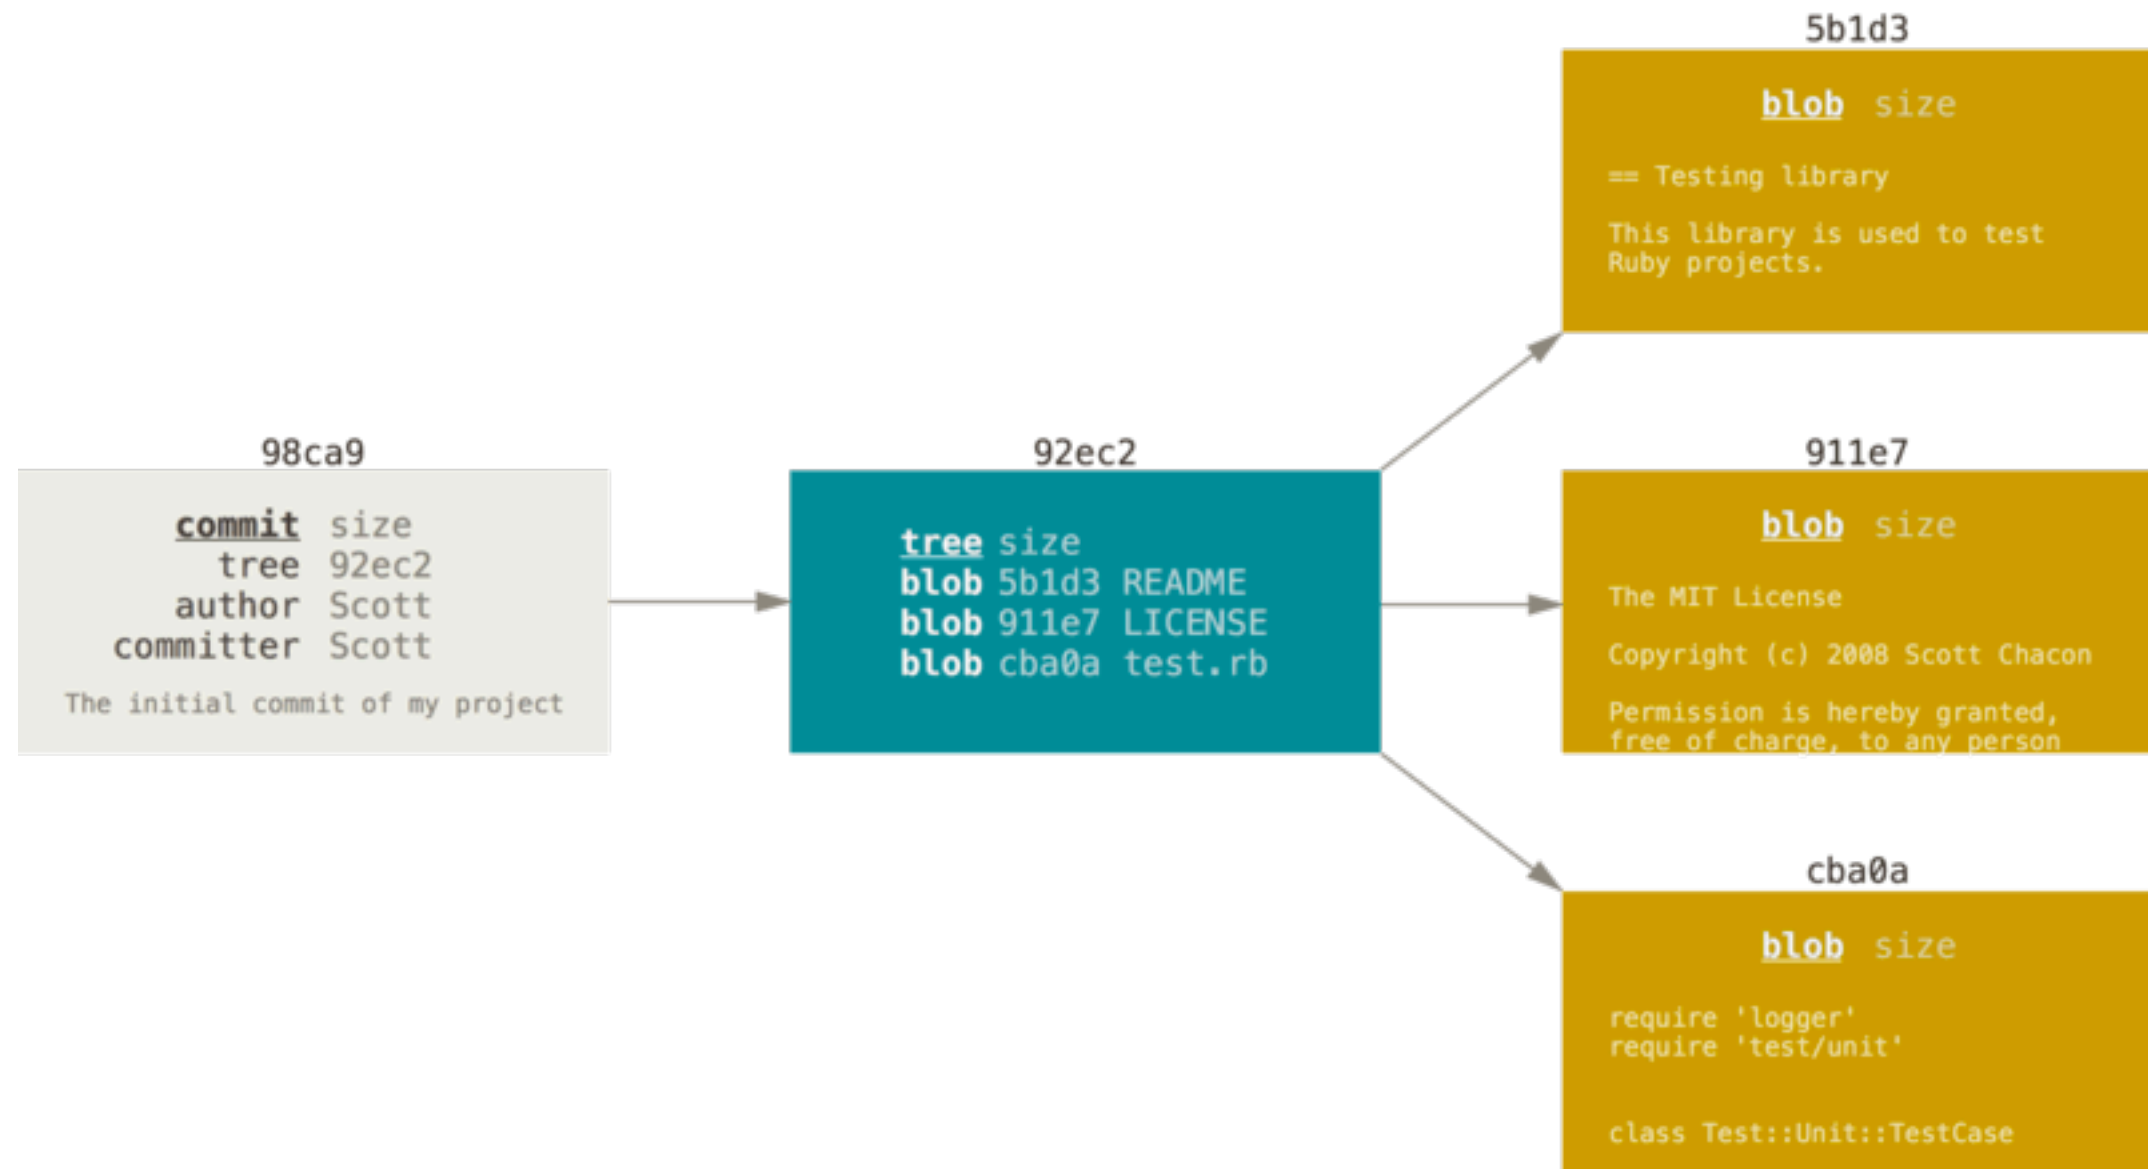 98ca9
commit size
tree 92ec2
author Scott
committer Scott
The initial commit of my project
92ec2
tree size
blob 5b1d3 README
blob 911e7 LICENSE
blob cba0a test.rb
5b1d3
blob size
== Testing library
This library is used to test
Ruby projects.
911e7
blob size
The MIT License
Copyright (c) 2008 Scott Chacon
Permission is hereby granted,
free of charge, to any person
cba0a
blob size
require 'logger'
require 'test/unit'
class Test::Unit::TestCase